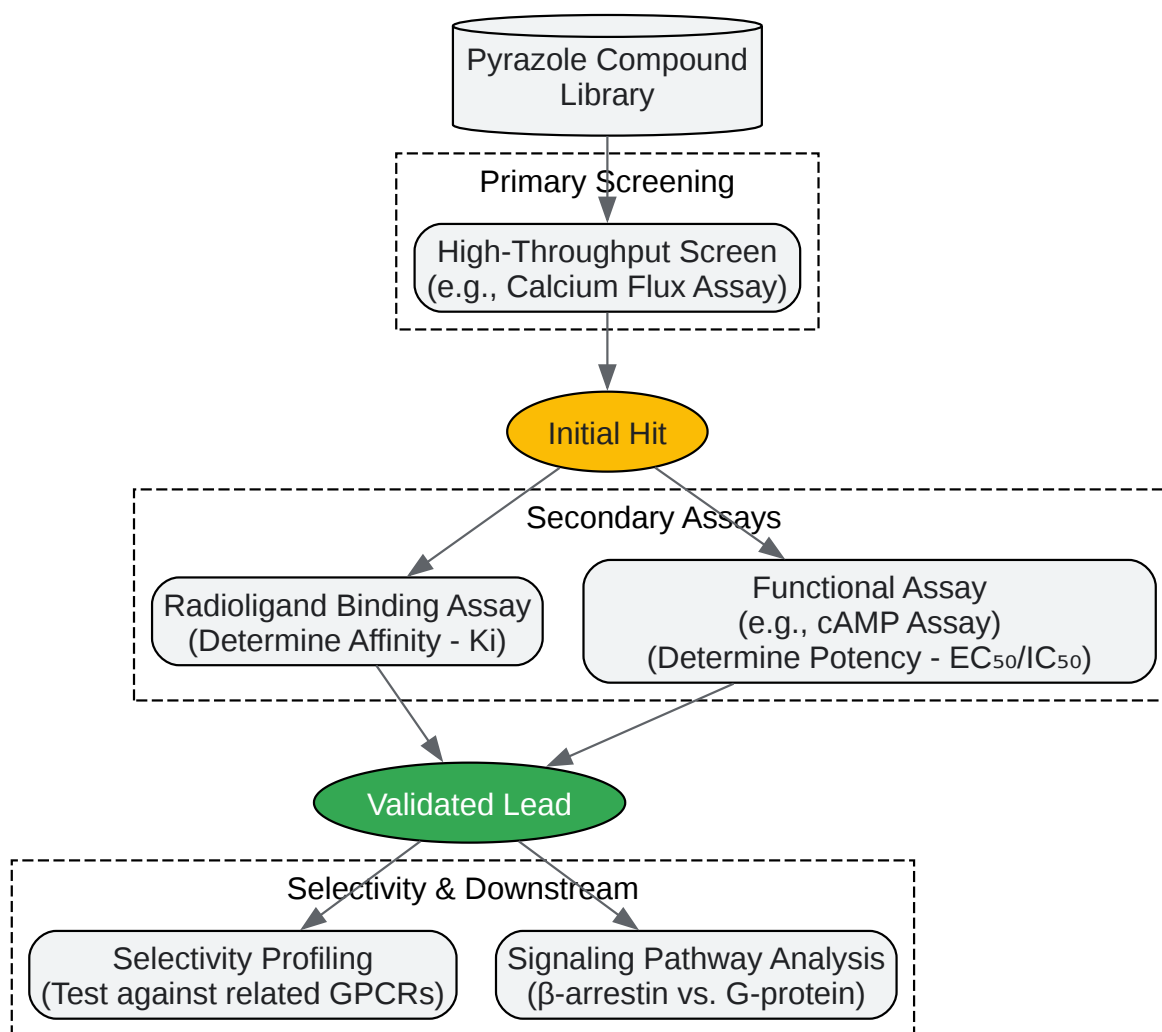 Pyrazole Compound
Library
Primary Screening
High-Throughput Screen
(e.g., Calcium Flux Assay)
Initial Hit
Secondary Assays
Radioligand Binding Assay
(Determine Affinity - Ki)
Functional Assay
(e.g., cAMP Assay)
(Determine Potency - EC₅₀/IC₅₀)
Validated Lead
Selectivity & Downstream
Selectivity Profiling
(Test against related GPCRs)
Signaling Pathway Analysis
(β-arrestin vs. G-protein)